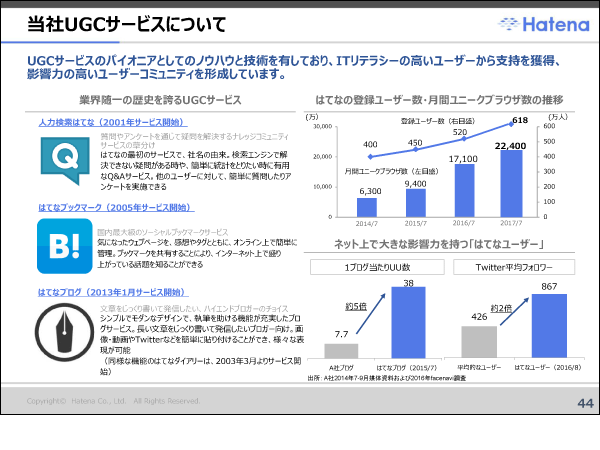 当社UGCサービスについて
Hatena
UGCサービスのパイオニアとしてのノウハウと技術を有しており、ITリテラシーの高いユーザーから支持を獲得、
影響力の高いユーザーコミュニティを形成しています。
業界随一の歴史を誇るUGCサービス
人力検索はてな（2001年サービス開始）
質問やアンケートを通じて疑問を解決するナレッジコミュニティ
サービスの草分け
はてなの最初のサービスで、社名の由来。検索エンジンで解
決できない疑問がある時や、簡単に統計をとりたい時に有用
なQ&Aサービス。他のユーザーに対して、簡単に質問したりア
ンケートを実施できる
Q
はてなブックマーク（2005年サービス開始）
国内最大級のソーシャルブックマークサービス
気になったウェブページを、感想やタグとともに、オンライン上で簡単に
管理。ブックマークを共有することにより、インターネット上で盛り
上がっている話題を知ることができる
B!
はてなブログ（2013年1月サービス開始）
文章をじっくり書いて発信したい、ハイエンドブロガーのチョイス
シンプルでモダンなデザインで、執筆を助ける機能が充実したブロ
グサービス。長い文章をじっくり書いて発信したいブロガー向け。画
像・動画やTwitterなどを簡単に貼り付けることができ、様々な表
現が可能
（同様な機能のはてなダイアリーは、2003年3月よりサービス開
始）
はてなの登録ユーザー数・月間ユニークブラウザ数の推移
(万)
(万人)
登録ユーザー数（右目盛）
618
30,000
20,000
10,000
0
600
500
400
300
200
100
0
400
450
520
月間ユニークブラウザ数（左目盛）
6,300
9,400
17,100
22,400
2014/7
2015/7
2016/7
2017/7
ネット上で大きな影響力を持つ「はてなユーザー」
1ブログ当たりUU数
Twitter平均フォロワー
38
約5倍
7.7
A社ブログ
はてなブログ（2015/7）
867
約2倍
426
平均的なユーザー
はてなユーザー（2016/8）
出所：A社2014年7-9月媒体資料および2016年facenavi調査
Copyright© Hatena Co., Ltd. All Rights Reserved.
44